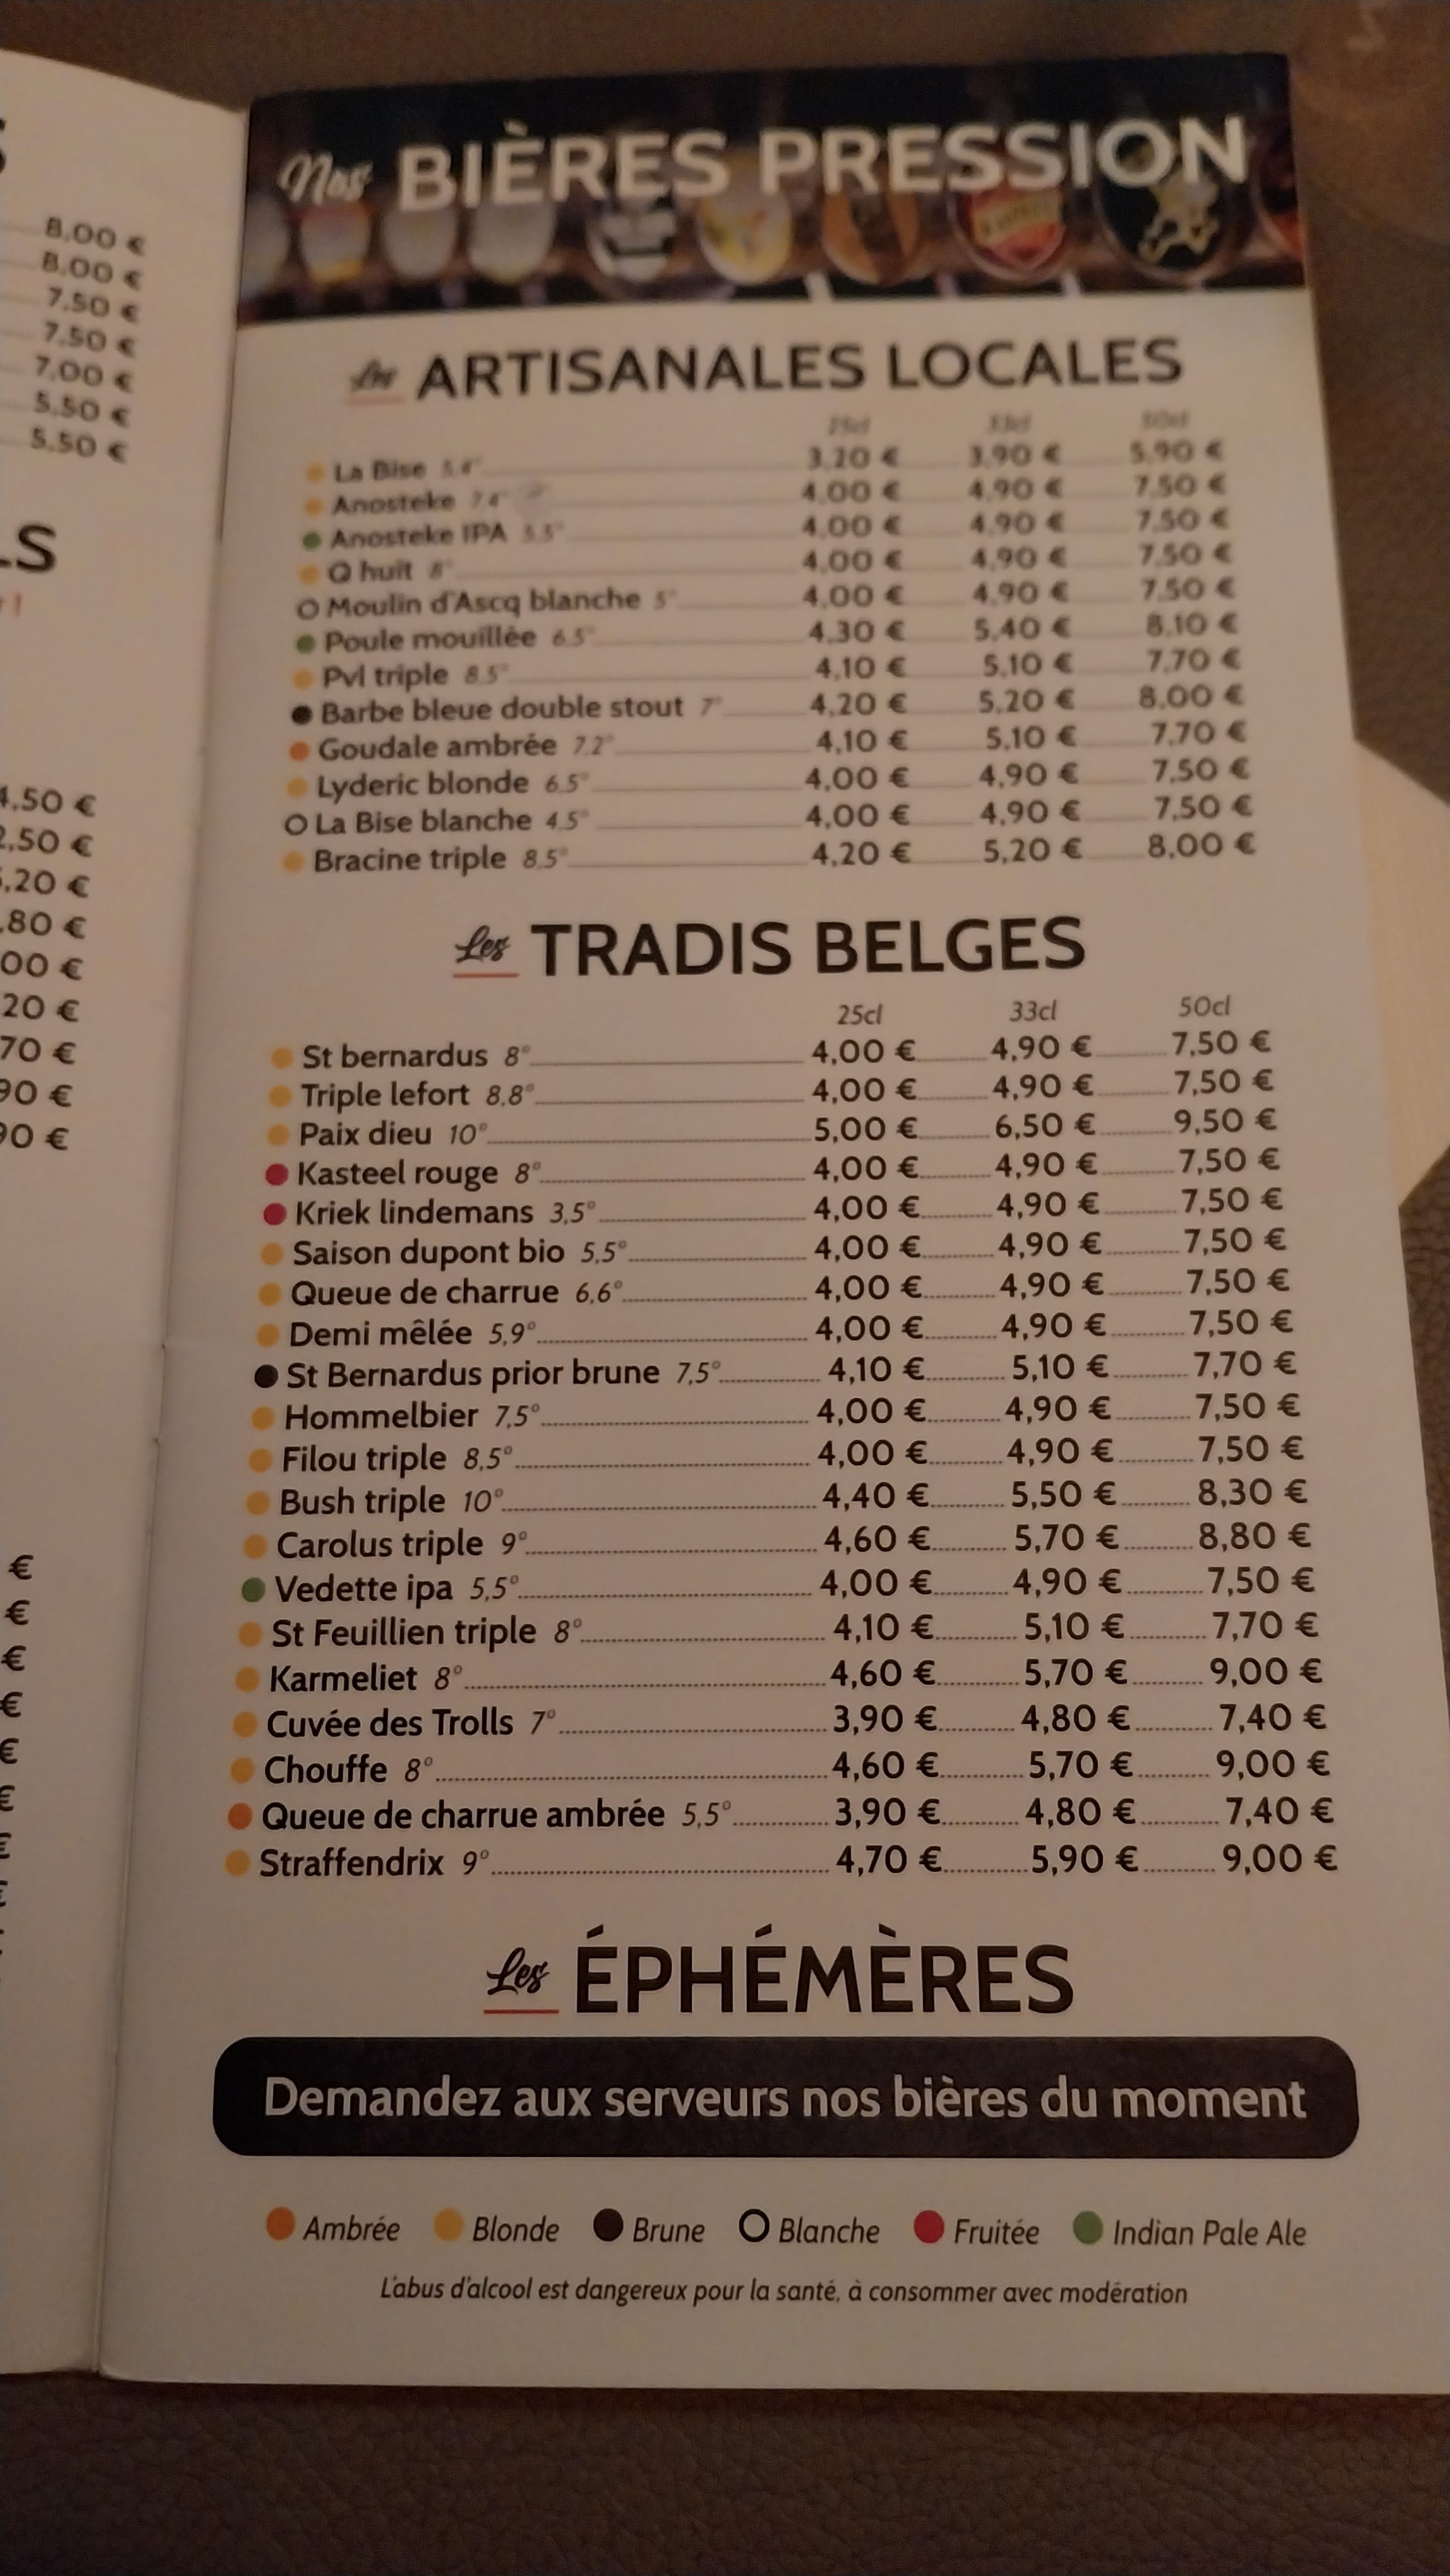 8,00 €
8,00 €
7,50 €
7,50 €
7,00 €
5,50 €
5,50 €
LS
4,50 €
2,50 €
,20 €
,80 €
00 €
20 €
70 €
90 €
90 €
€
€
€
€
€
€
Nos BIÈRES PRESSION
Les ARTISANALES LOCALES
25cl 33cl 50cl
La Bise 5.4° 3,20 € 3,90 € 5,90 €
Anosteke 7.4° 4,00 € 4,90 € 7,50 €
Anosteke IPA 5.5° 4,00 € 4,90 € 7,50 €
Q huit 8° 4,00 € 4,90 € 7,50 €
Moulin d'Ascq blanche 5° 4,00 € 4,90 € 7,50 €
Poule mouillée 6.5° 4,30 € 5,40 € 8,10 €
Pvl triple 8.5° 4,10 € 5,10 € 7,70 €
Barbe bleue double stout 7° 4,20 € 5,20 € 8,00 €
Goudale ambrée 7.2° 4,10 € 5,10 € 7,70 €
Lyderic blonde 6.5° 4,00 € 4,90 € 7,50 €
La Bise blanche 4.5° 4,00 € 4,90 € 7,50 €
Bracine triple 8.5° 4,20 € 5,20 € 8,00 €
Les TRADIS BELGES
25cl 33cl 50cl
St bernardus 8° 4,00 € 4,90 € 7,50 €
Triple lefort 8,8° 4,00 € 4,90 € 7,50 €
Paix dieu 10° 5,00 € 6,50 € 9,50 €
Kasteel rouge 8° 4,00 € 4,90 € 7,50 €
Kriek lindemans 3,5° 4,00 € 4,90 € 7,50 €
Saison dupont bio 5,5° 4,00 € 4,90 € 7,50 €
Queue de charrue 6,6° 4,00 € 4,90 € 7,50 €
Demi mêlée 5,9° 4,00 € 4,90 € 7,50 €
St Bernardus prior brune 7,5° 4,10 € 5,10 € 7,70 €
Hommelbier 7,5° 4,00 € 4,90 € 7,50 €
Filou triple 8,5° 4,00 € 4,90 € 7,50 €
Bush triple 10° 4,40 € 5,50 € 8,30 €
Carolus triple 9° 4,60 € 5,70 € 8,80 €
Vedette ipa 5,5° 4,00 € 4,90 € 7,50 €
St Feuillien triple 8° 4,10 € 5,10 € 7,70 €
Karmeliet 8° 4,60 € 5,70 € 9,00 €
Cuvée des Trolls 7° 3,90 € 4,80 € 7,40 €
Chouffe 8° 4,60 € 5,70 € 9,00 €
Queue de charrue ambrée 5,5° 3,90 € 4,80 € 7,40 €
Straffendrix 9° 4,70 € 5,90 € 9,00 €
Les ÉPHÉMÈRES
Demandez aux serveurs nos bières du moment
Ambrée Blonde Brune Blanche Fruitée Indian Pale Ale
L'abus d'alcool est dangereux pour la santé, à consommer avec modération